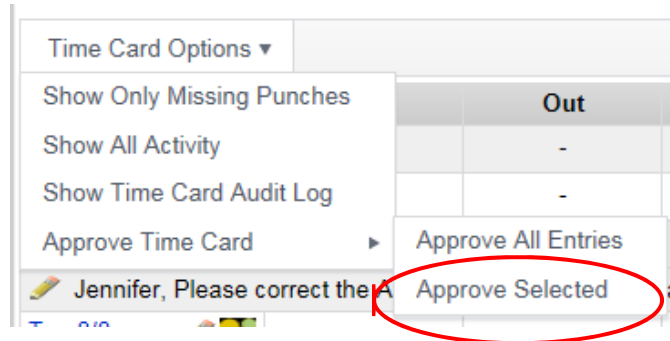 Time Card Options ▾
Show Only Missing Punches
Out
Show All Activity
-
Show Time Card Audit Log
-
Approve Time Card ▸
Approve All Entries
Jennifer, Please correct the A
Approve Selected